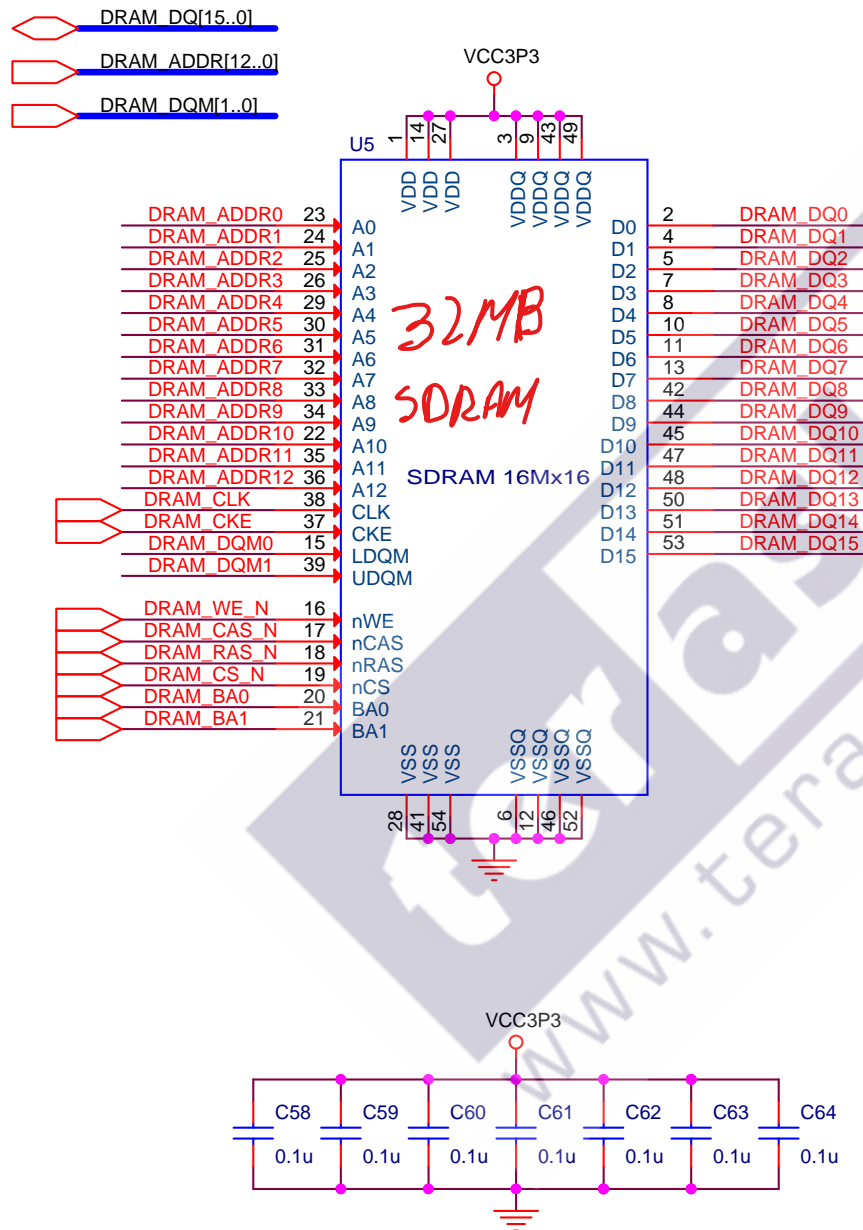 DRAM_DQ[15..0]
DRAM_ADDR[12..0]
DRAM_DQM[1..0]
VCC3P3
U5
1 14 27 3 9 43 49
VDD VDD VDD VDDQ VDDQ VDDQ VDDQ
DRAM_ADDR0 23 A0 D0 2 DRAM_DQ0
DRAM_ADDR1 24 A1 D1 4 DRAM_DQ1
DRAM_ADDR2 25 A2 D2 5 DRAM_DQ2
DRAM_ADDR3 26 A3 D3 7 DRAM_DQ3
DRAM_ADDR4 29 A4 D4 8 DRAM_DQ4
DRAM_ADDR5 30 A5 D5 10 DRAM_DQ5
DRAM_ADDR6 31 A6 D6 11 DRAM_DQ6
DRAM_ADDR7 32 A7 D7 13 DRAM_DQ7
DRAM_ADDR8 33 A8 D8 42 DRAM_DQ8
DRAM_ADDR9 34 A9 D9 44 DRAM_DQ9
DRAM_ADDR10 22 A10 D10 45 DRAM_DQ10
DRAM_ADDR11 35 A11 D11 47 DRAM_DQ11
DRAM_ADDR12 36 A12 D12 48 DRAM_DQ12
DRAM_CLK 38 CLK D13 50 DRAM_DQ13
DRAM_CKE 37 CKE D14 51 DRAM_DQ14
DRAM_DQM0 15 LDQM D15 53 DRAM_DQ15
DRAM_DQM1 39 UDQM
32MB
SDRAM
SDRAM 16Mx16
DRAM_WE_N 16 nWE
DRAM_CAS_N 17 nCAS
DRAM_RAS_N 18 nRAS
DRAM_CS_N 19 nCS
DRAM_BA0 20 BA0
DRAM_BA1 21 BA1
VSS VSS VSS VSSQ VSSQ VSSQ VSSQ
28 41 54 6 12 46 52
teras
www.tera
VCC3P3
C58 C59 C60 C61 C62 C63 C64
0.1u 0.1u 0.1u 0.1u 0.1u 0.1u 0.1u